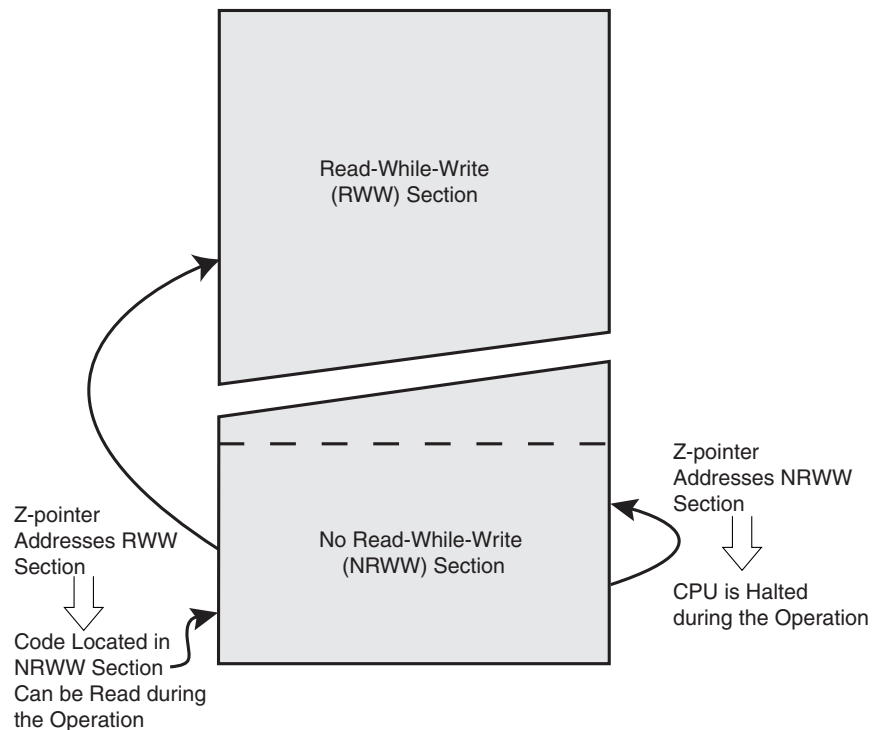 Read-While-Write
(RWW) Section
Z-pointer
Addresses NRWW
Section
Z-pointer
Addresses RWW
Section
No Read-While-Write
(NRWW) Section
CPU is Halted
during the Operation
Code Located in
NRWW Section
Can be Read during
the Operation